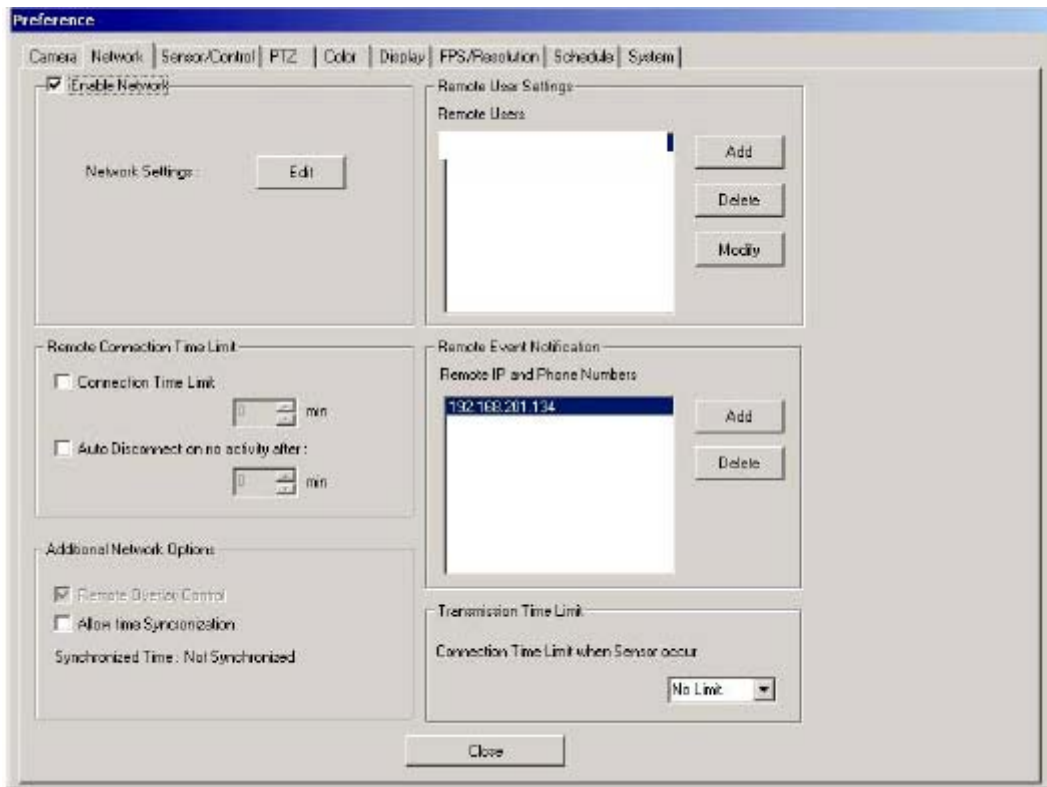 Preference
Camera Network Sensor/Control PTZ Color Display FPS/Resolution Schedule System
Enable Network
Network Settings :
Edit
Remote User Settings
Remote Users
Add
Delete
Modify
Remote Connection Time Limit
Connection Time Limit
0 min
Auto Disconnect on no activity after :
0 min
Remote Event Notification
Remote IP and Phone Numbers
192.168.201.134
Add
Delete
Additional Network Options
Remote Overlay Control
Allow time Syncronization
Synchronized Time : Not Synchronized
Transmission Time Limit
Connection Time Limit when Sensor occur
No Limit
Close